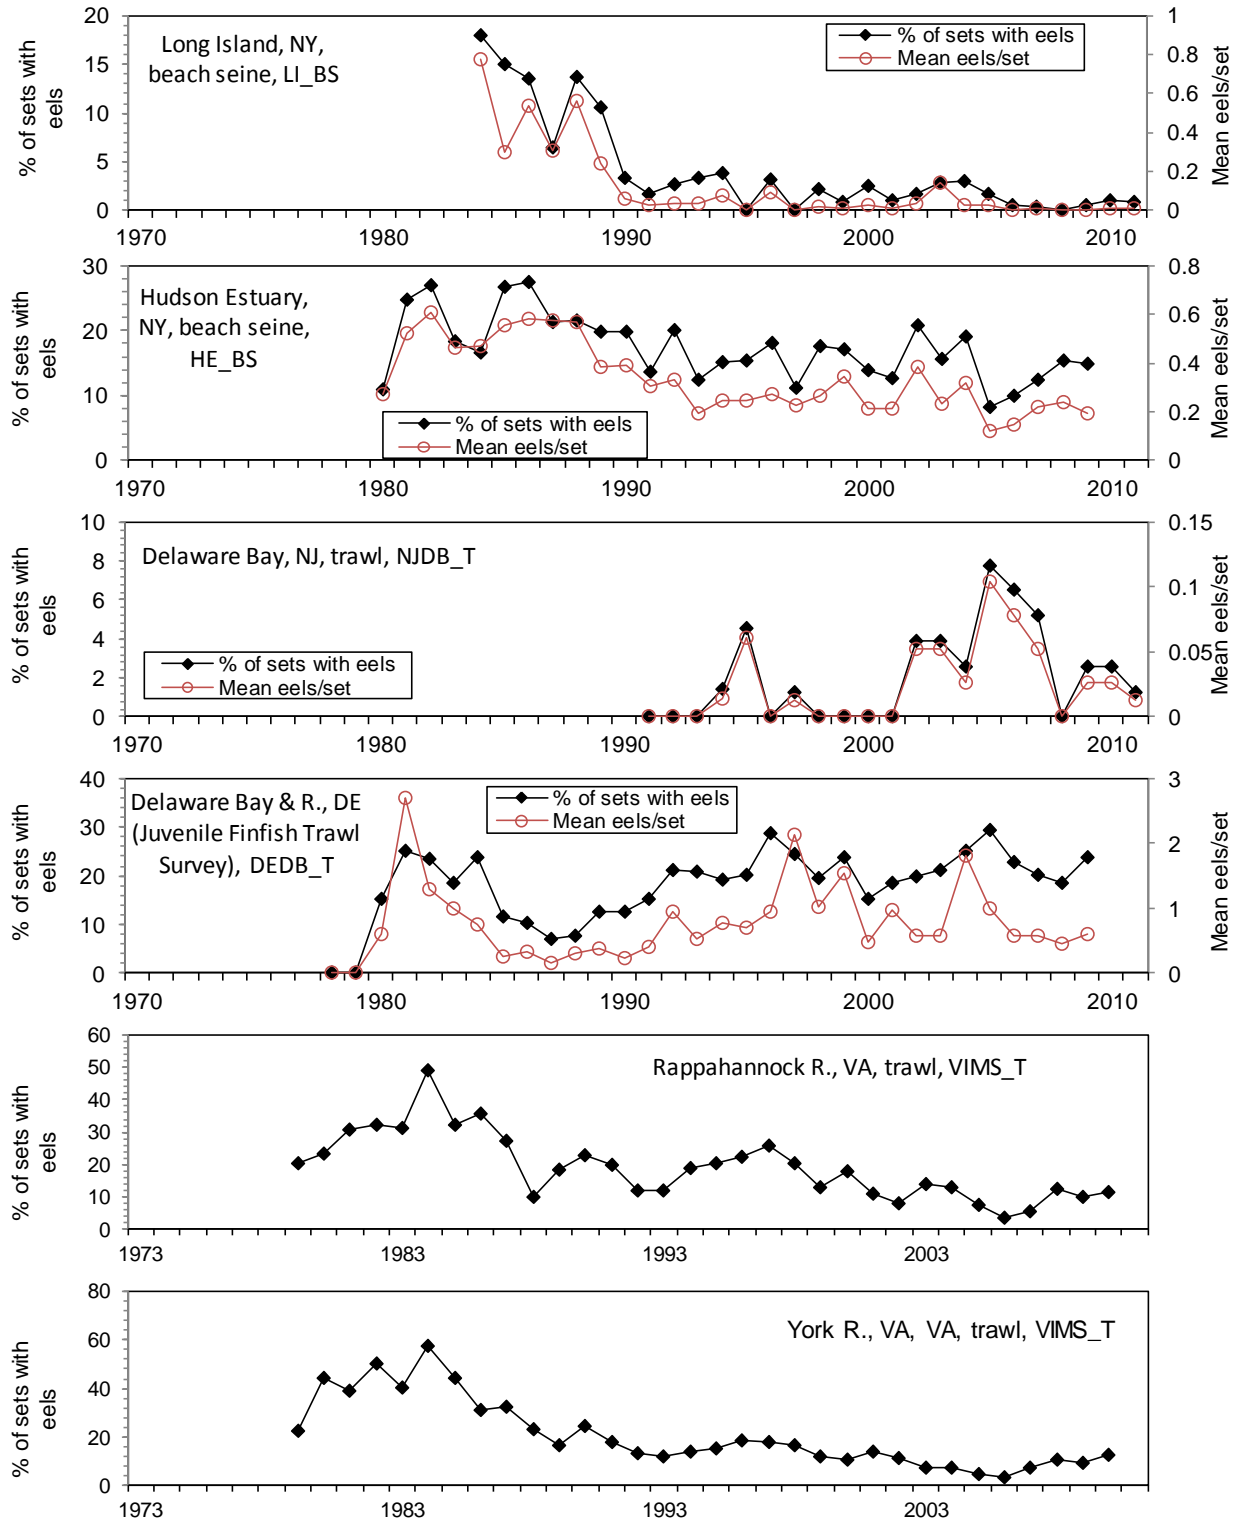 20
15
10
5
0
% of sets with
eels
Long Island, NY,
beach seine, LI_BS
% of sets with eels
Mean eels/set
1
0.8
0.6
0.4
0.2
0
Mean eels/set
1970
1980
1990
2000
2010
30
20
10
0
% of sets with
eels
Hudson Estuary,
NY, beach seine,
HE_BS
% of sets with eels
Mean eels/set
0.8
0.6
0.4
0.2
0
Mean eels/set
1970
1980
1990
2000
2010
10
8
6
4
2
0
% of sets with
eels
Delaware Bay, NJ, trawl, NJDB_T
% of sets with eels
Mean eels/set
0.15
0.1
0.05
0
Mean eels/set
1970
1980
1990
2000
2010
40
30
20
10
0
% of sets with
eels
Delaware Bay & R., DE
(Juvenile Finfish Trawl
Survey), DEDB_T
% of sets with eels
Mean eels/set
3
2
1
0
Mean eels/set
1970
1980
1990
2000
2010
60
50
40
30
20
10
0
% of sets with
eels
Rappahannock R., VA, trawl, VIMS_T
1973
1983
1993
2003
80
60
40
20
0
% of sets with
eels
York R., VA, VA, trawl, VIMS_T
1973
1983
1993
2003